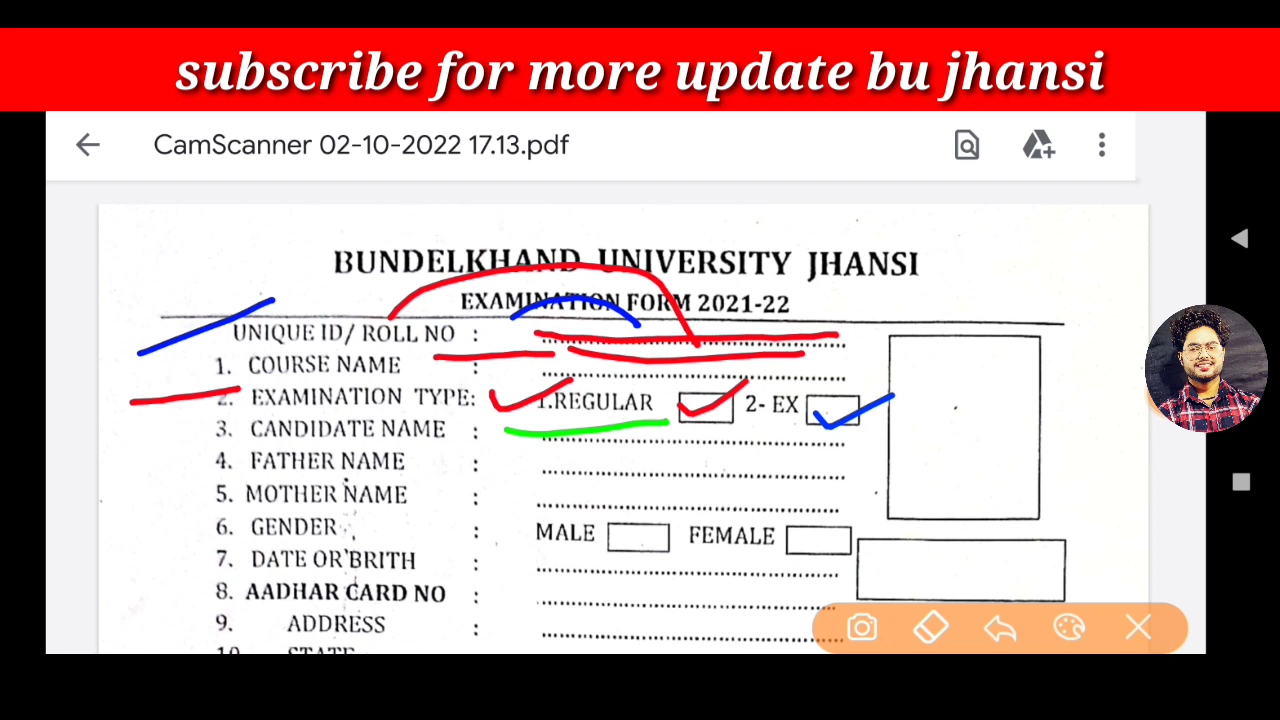 subscribe for more update bu jhansi
CamScanner 02-10-2022 17.13.pdf
BUNDELKHAND UNIVERSITY JHANSI
EXAMINATION FORM 2021-22
UNIQUE ID/ ROLL NO :
1. COURSE NAME :
2. EXAMINATION TYPE: 1.REGULAR 2- EX
3. CANDIDATE NAME :
4. FATHER NAME :
5. MOTHER NAME :
6. GENDER : MALE FEMALE
7. DATE OR BRITH :
8. AADHAR CARD NO :
9. ADDRESS :
10. STATE